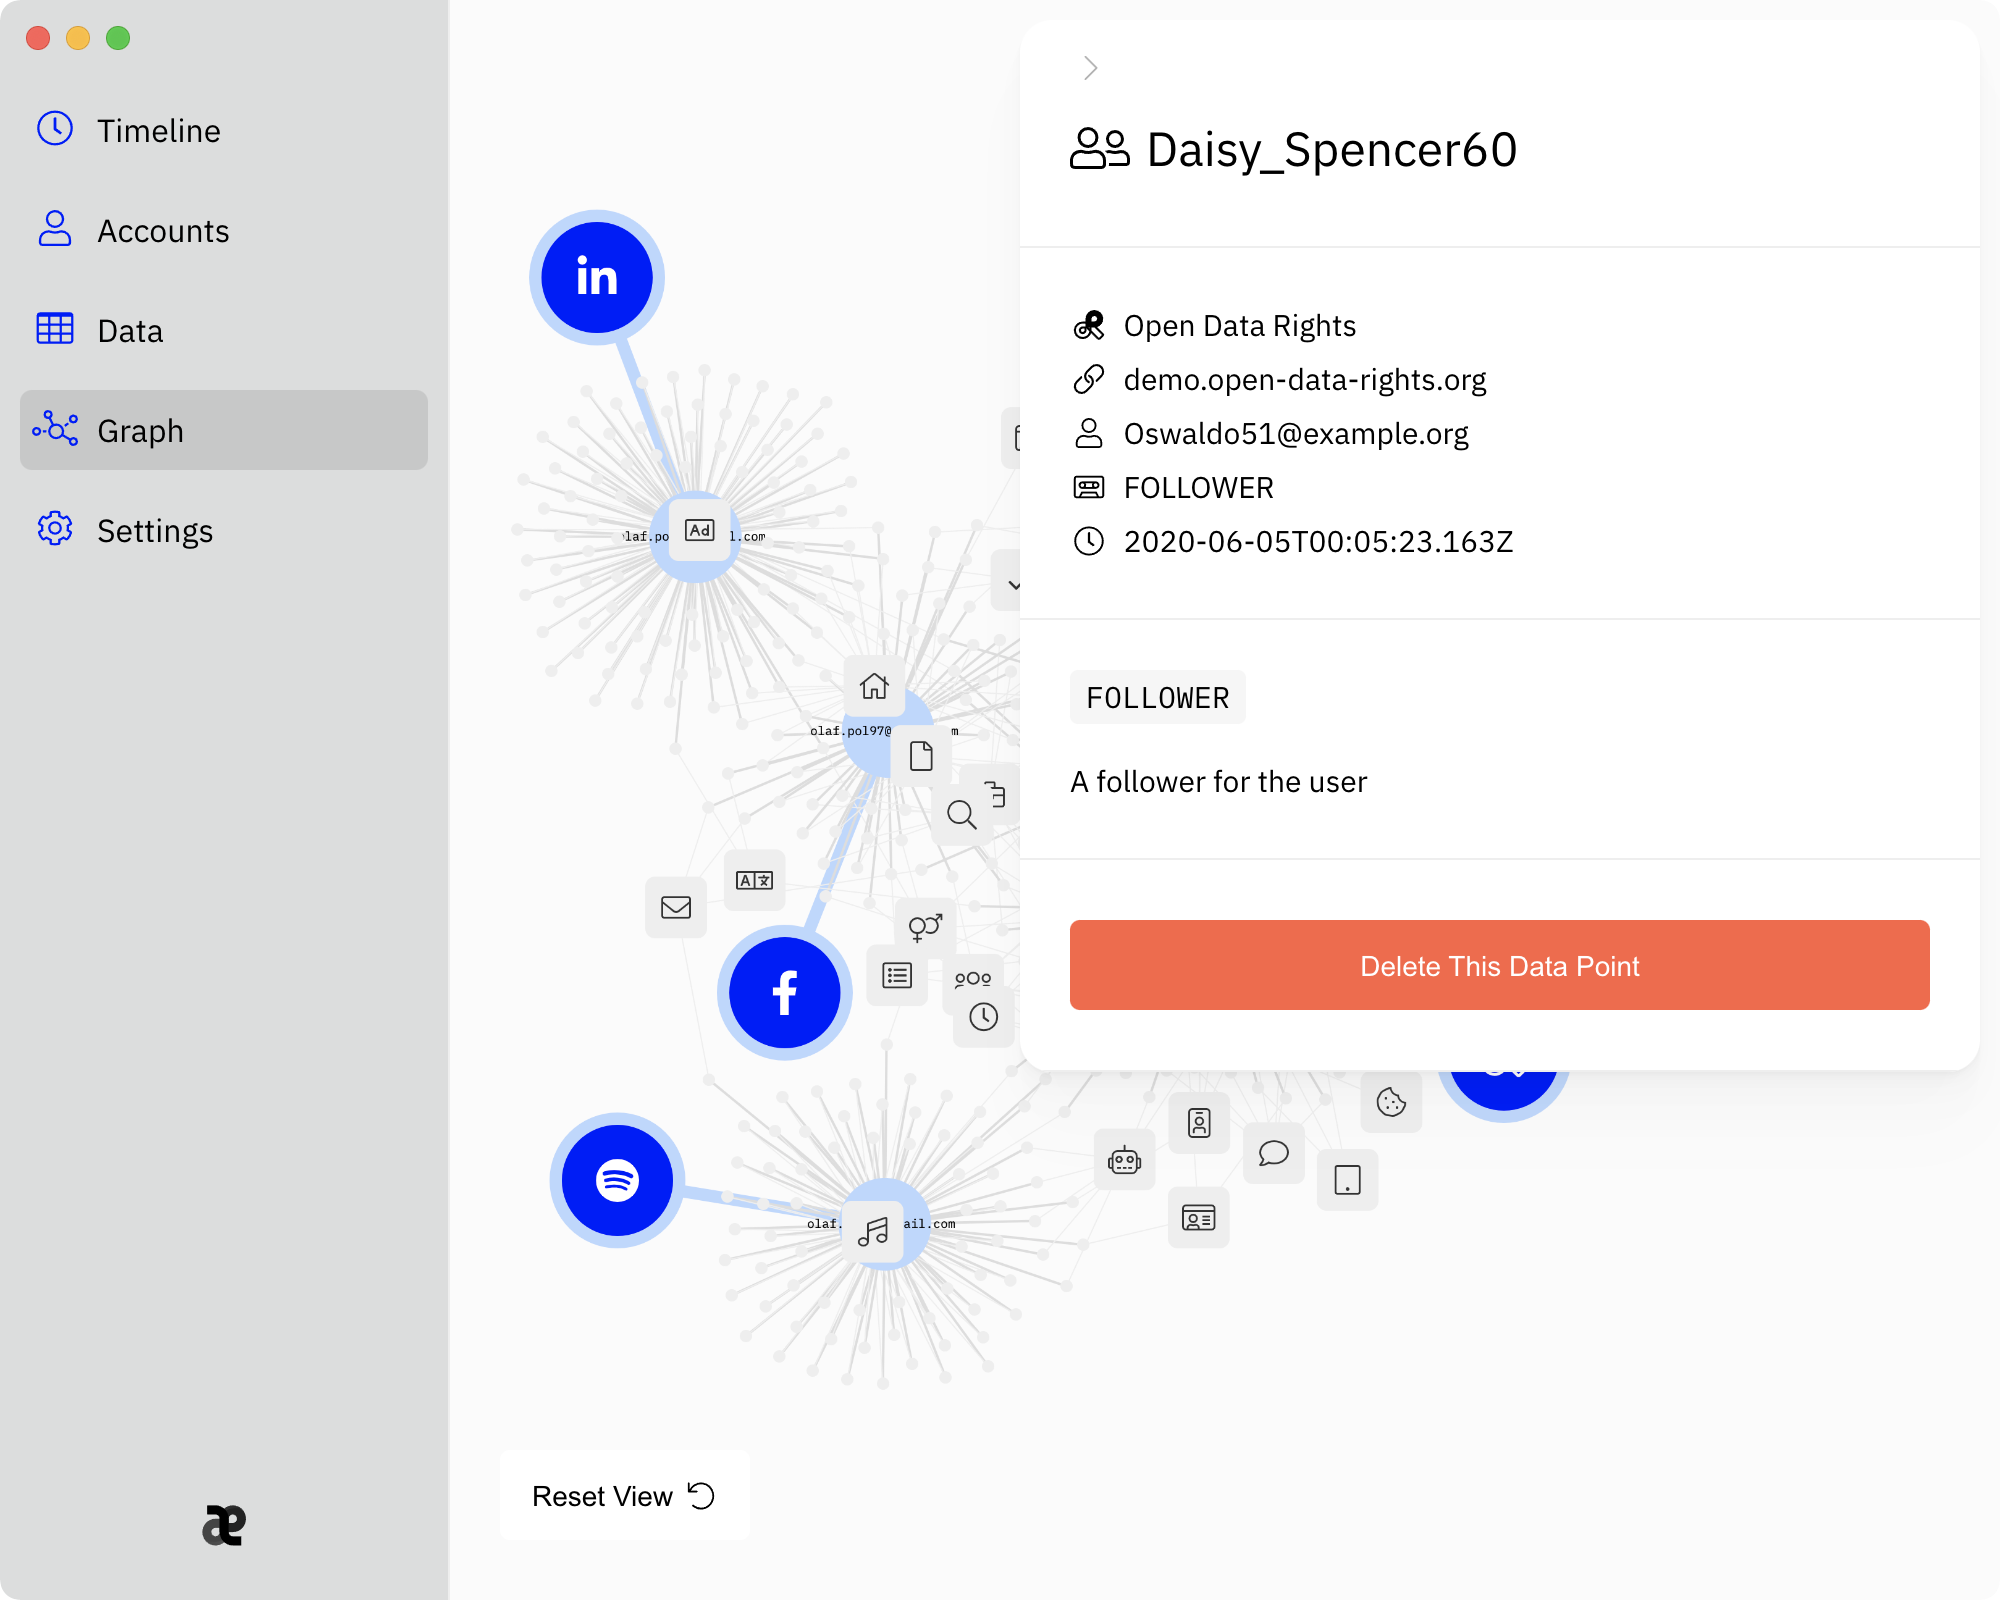 Timeline
Accounts
Data
Graph
Settings
Daisy_Spencer60
Open Data Rights
demo.open-data-rights.org
Oswaldo51@example.org
FOLLOWER
2020-06-05T00:05:23.163Z
FOLLOWER
A follower for the user
Delete This Data Point
in
Ad
laf.po l.com
olaf.pol97@ m
A
f
olaf. ail.com
Reset View